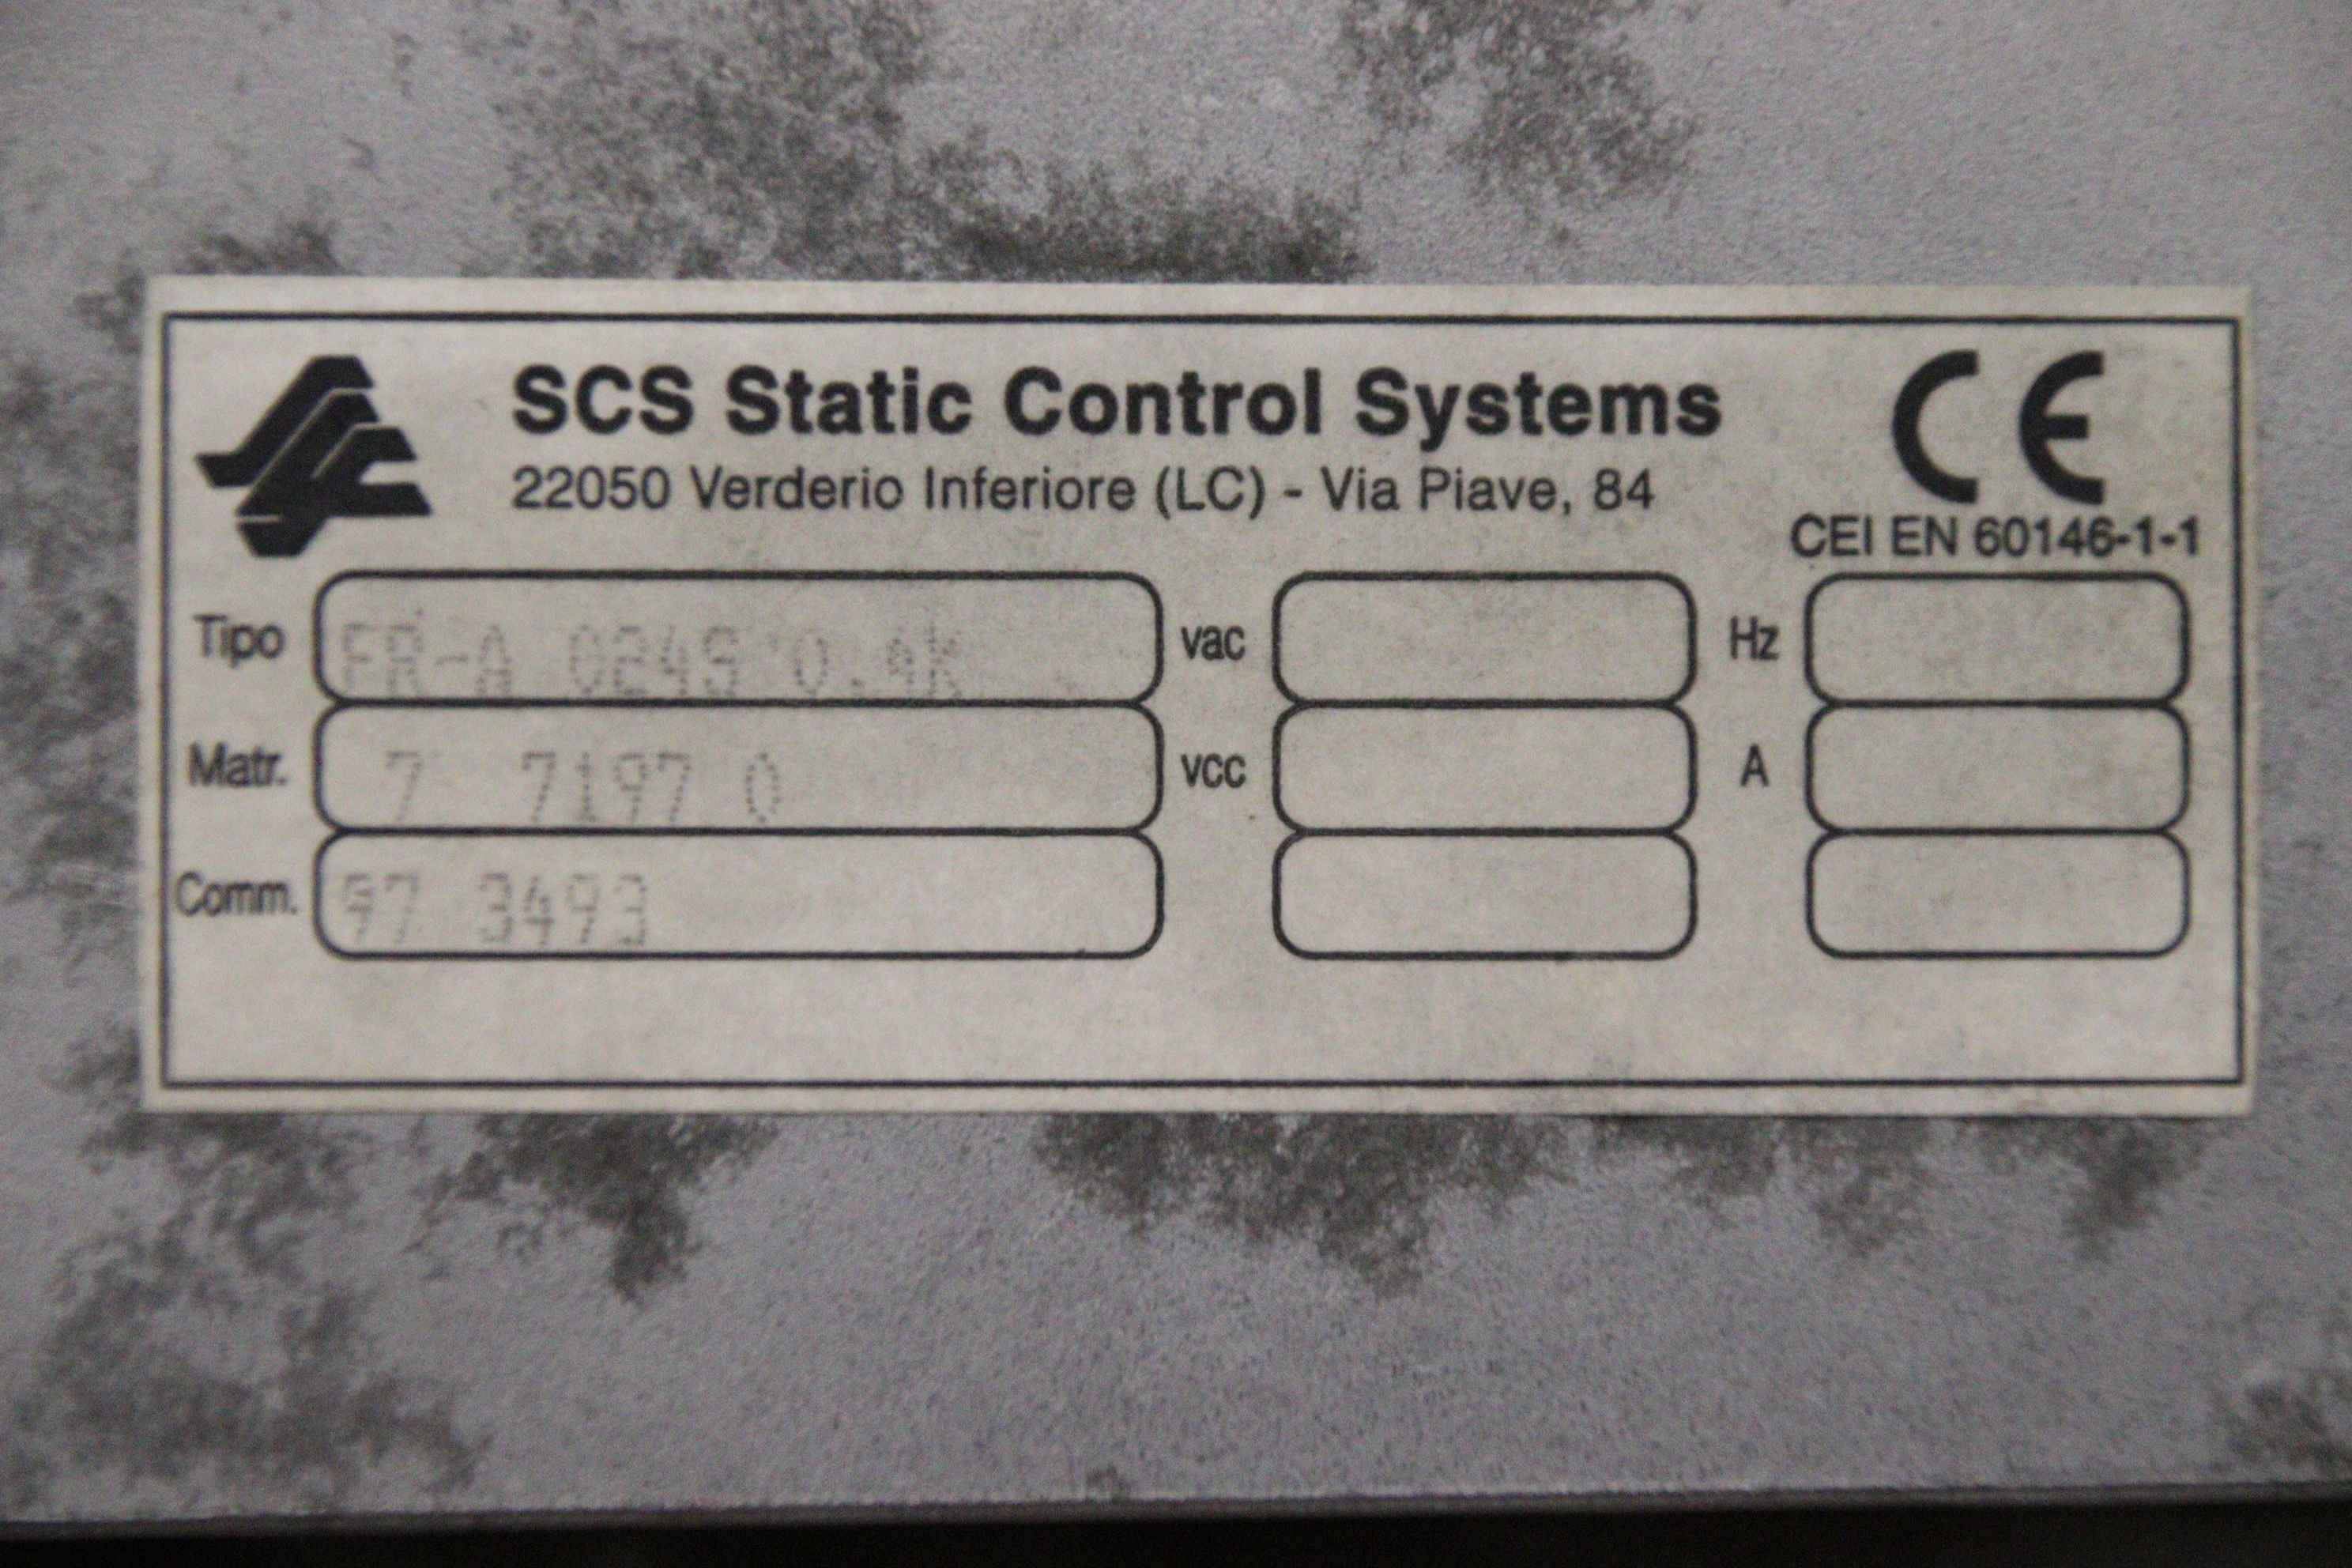 SCS Static Control Systems
CE
22050 Verderio Inferiore (LC) - Via Piave, 84
CEI EN 60146-1-1
Tipo FR-A 024S 0.4K vac Hz
Matr. 7 7197 0 vcc A
Comm. 97 3493